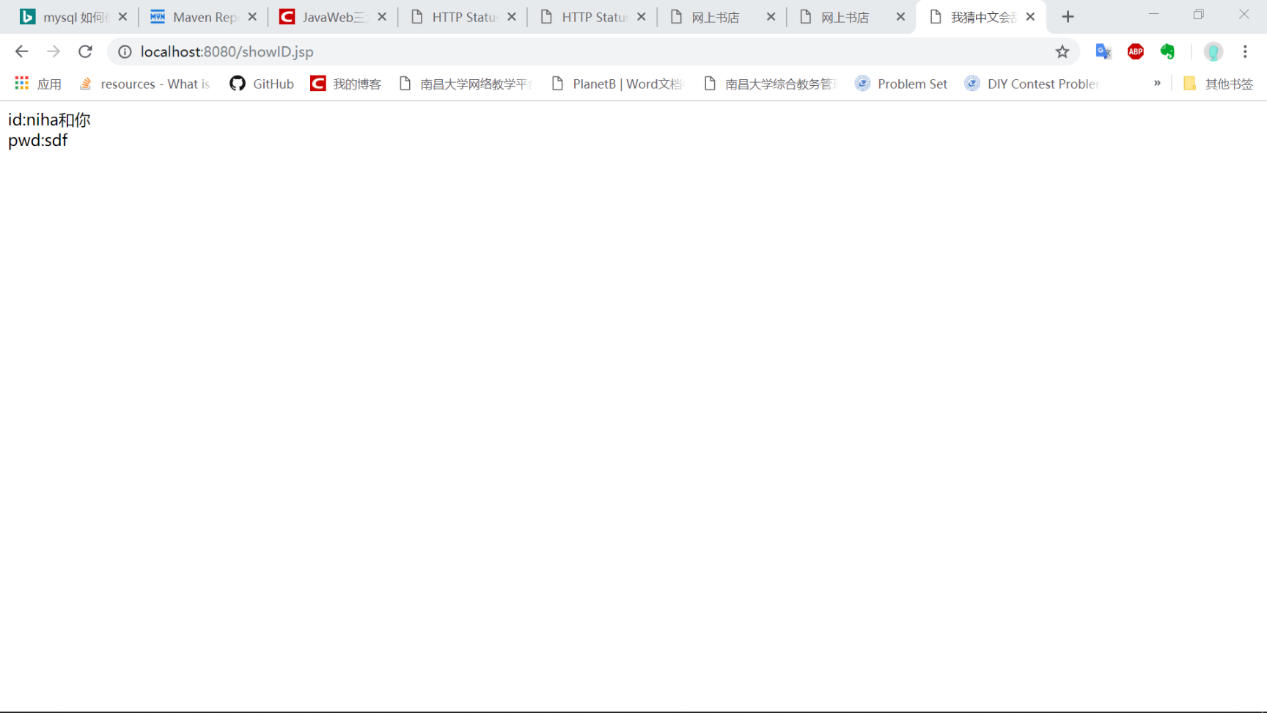 mysql 如何
Maven Rep
JavaWeb三
HTTP Statu
HTTP Status
网上书店
网上书店
我猜中文会
localhost:8080/showID.jsp
ABP
应用
resources - What is
GitHub
我的博客
南昌大学网络教学平
PlanetB | Word文档
南昌大学综合教务管
Problem Set
DIY Contest Probler
»
其他书签
id:niha和你
pwd:sdf